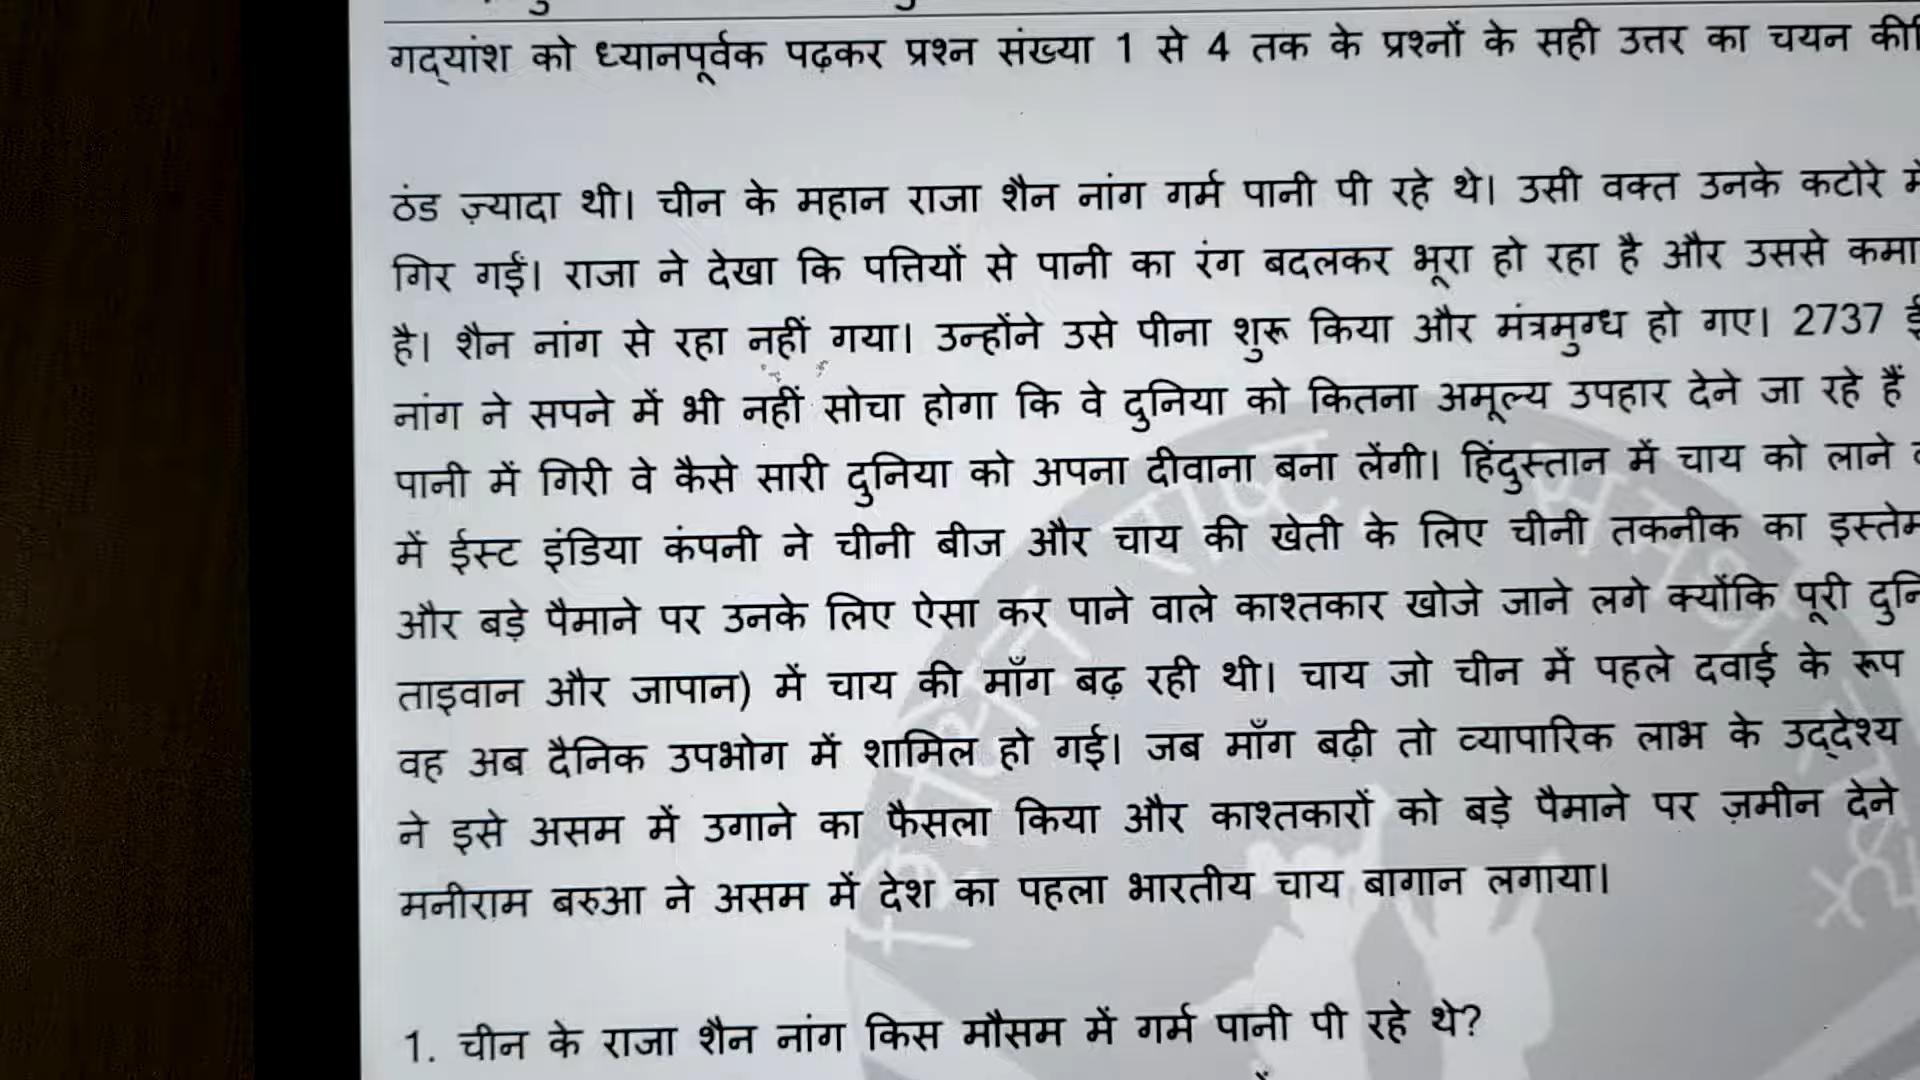 गद्यांश को ध्यानपूर्वक पढ़कर प्रश्न संख्या 1 से 4 तक के प्रश्नों के सही उत्तर का चयन
ठंड ज़्यादा थी। चीन के महान राजा शैन नांग गर्म पानी पी रहे थे। उसी वक्त उनके कटोरे
गिर गईं। राजा ने देखा कि पत्तियों से पानी का रंग बदलकर भूरा हो रहा है और उससे
है। शैन नांग से रहा नहीं गया। उन्होंने उसे पीना शुरू किया और मंत्रमुग्ध हो गए। 2737
नांग ने सपने में भी नहीं सोचा होगा कि वे दुनिया को कितना अमूल्य उपहार देने जा रहे हैं
पानी में गिरी वे कैसे सारी दुनिया को अपना दीवाना बना लेंगी। हिंदुस्तान में चाय को लाने
में ईस्ट इंडिया कंपनी ने चीनी बीज और चाय की खेती के लिए चीनी तकनीक का
और बड़े पैमाने पर उनके लिए ऐसा कर पाने वाले काश्तकार खोजे जाने लगे क्योंकि पूरी
ताइवान और जापान) में चाय की माँग बढ़ रही थी। चाय जो चीन में पहले दवाई के रूप
वह अब दैनिक उपभोग में शामिल हो गई। जब माँग बढ़ी तो व्यापारिक लाभ के उद्देश्य
ने इसे असम में उगाने का फैसला किया और काश्तकारों को बड़े पैमाने पर ज़मीन देने
मनीराम बरुआ ने असम में देश का पहला भारतीय चाय बागान लगाया।
1. चीन के राजा शैन नांग किस मौसम में गर्म पानी पी रहे थे?